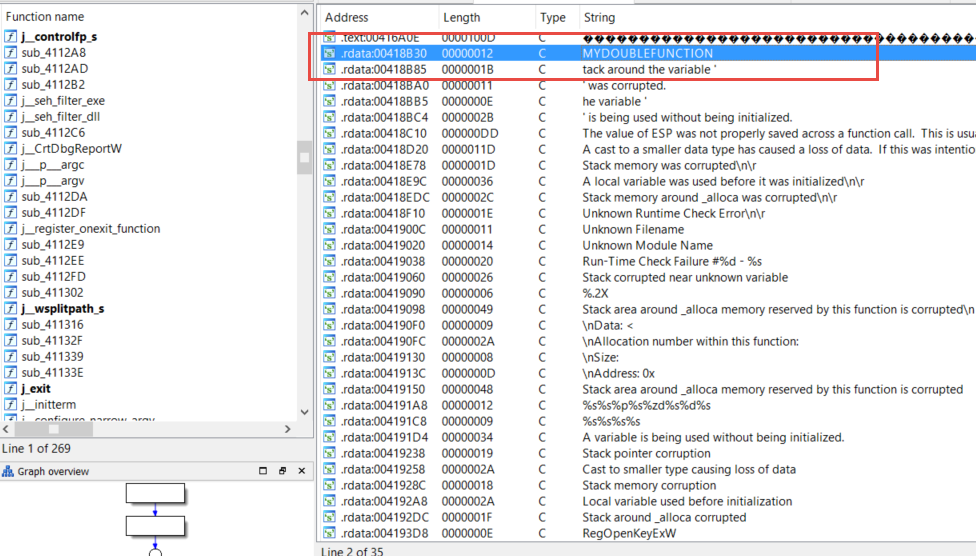 Function name
j__controlfp_s
sub_4112A8
sub_4112AD
sub_4112B2
j__seh_filter_exe
j__seh_filter_dll
sub_4112C6
j__CrtDbgReportW
j___p___argc
j___p___argv
sub_4112DA
sub_4112DF
j__register_onexit_function
sub_4112E9
sub_4112EE
sub_4112FD
sub_411302
j__wsplitpath_s
sub_411316
sub_41132F
sub_411339
sub_41133E
j_exit
j__initterm
j__configure_narrow_argv
Line 1 of 269
Graph overview
Address Length Type String
.text:00416A0E 0000100D C
.rdata:00418B30 00000012 C MYDOUBLEFUNCTION
.rdata:00418B85 0000001B C tack around the variable '
.rdata:00418BA0 00000011 C ' was corrupted.
.rdata:00418BB5 0000000E C he variable '
.rdata:00418BC4 0000002B C ' is being used without being initialized.
.rdata:00418C10 000000DD C The value of ESP was not properly saved across a function call. This is usua
.rdata:00418D20 0000011D C A cast to a smaller data type has caused a loss of data. If this was intentio
.rdata:00418E78 0000001D C Stack memory was corrupted\n\r
.rdata:00418E9C 00000036 C A local variable was used before it was initialized\n\r
.rdata:00418EDC 0000002C C Stack memory around _alloca was corrupted\n\r
.rdata:00418F10 0000001E C Unknown Runtime Check Error\n\r
.rdata:0041900C 00000011 C Unknown Filename
.rdata:00419020 00000014 C Unknown Module Name
.rdata:00419038 00000020 C Run-Time Check Failure #%d - %s
.rdata:00419060 00000026 C Stack corrupted near unknown variable
.rdata:00419090 00000006 C %.2X
.rdata:00419098 00000049 C Stack area around _alloca memory reserved by this function is corrupted\n
.rdata:004190F0 00000009 C \nData: <
.rdata:004190FC 0000002A C \nAllocation number within this function:
.rdata:00419130 00000008 C \nSize:
.rdata:0041913C 0000000D C \nAddress: 0x
.rdata:00419150 00000048 C Stack area around _alloca memory reserved by this function is corrupted
.rdata:004191A8 00000012 C %s%s%p%s%zd%s%d%s
.rdata:004191C8 00000009 C %s%s%s%s
.rdata:004191D4 00000034 C A variable is being used without being initialized.
.rdata:00419238 00000019 C Stack pointer corruption
.rdata:00419258 0000002A C Cast to smaller type causing loss of data
.rdata:0041928C 00000018 C Stack memory corruption
.rdata:004192A8 0000002A C Local variable used before initialization
.rdata:004192DC 0000001F C Stack around _alloca corrupted
.rdata:004193D8 0000000E C RegOpenKeyExW
Line 2 of 35